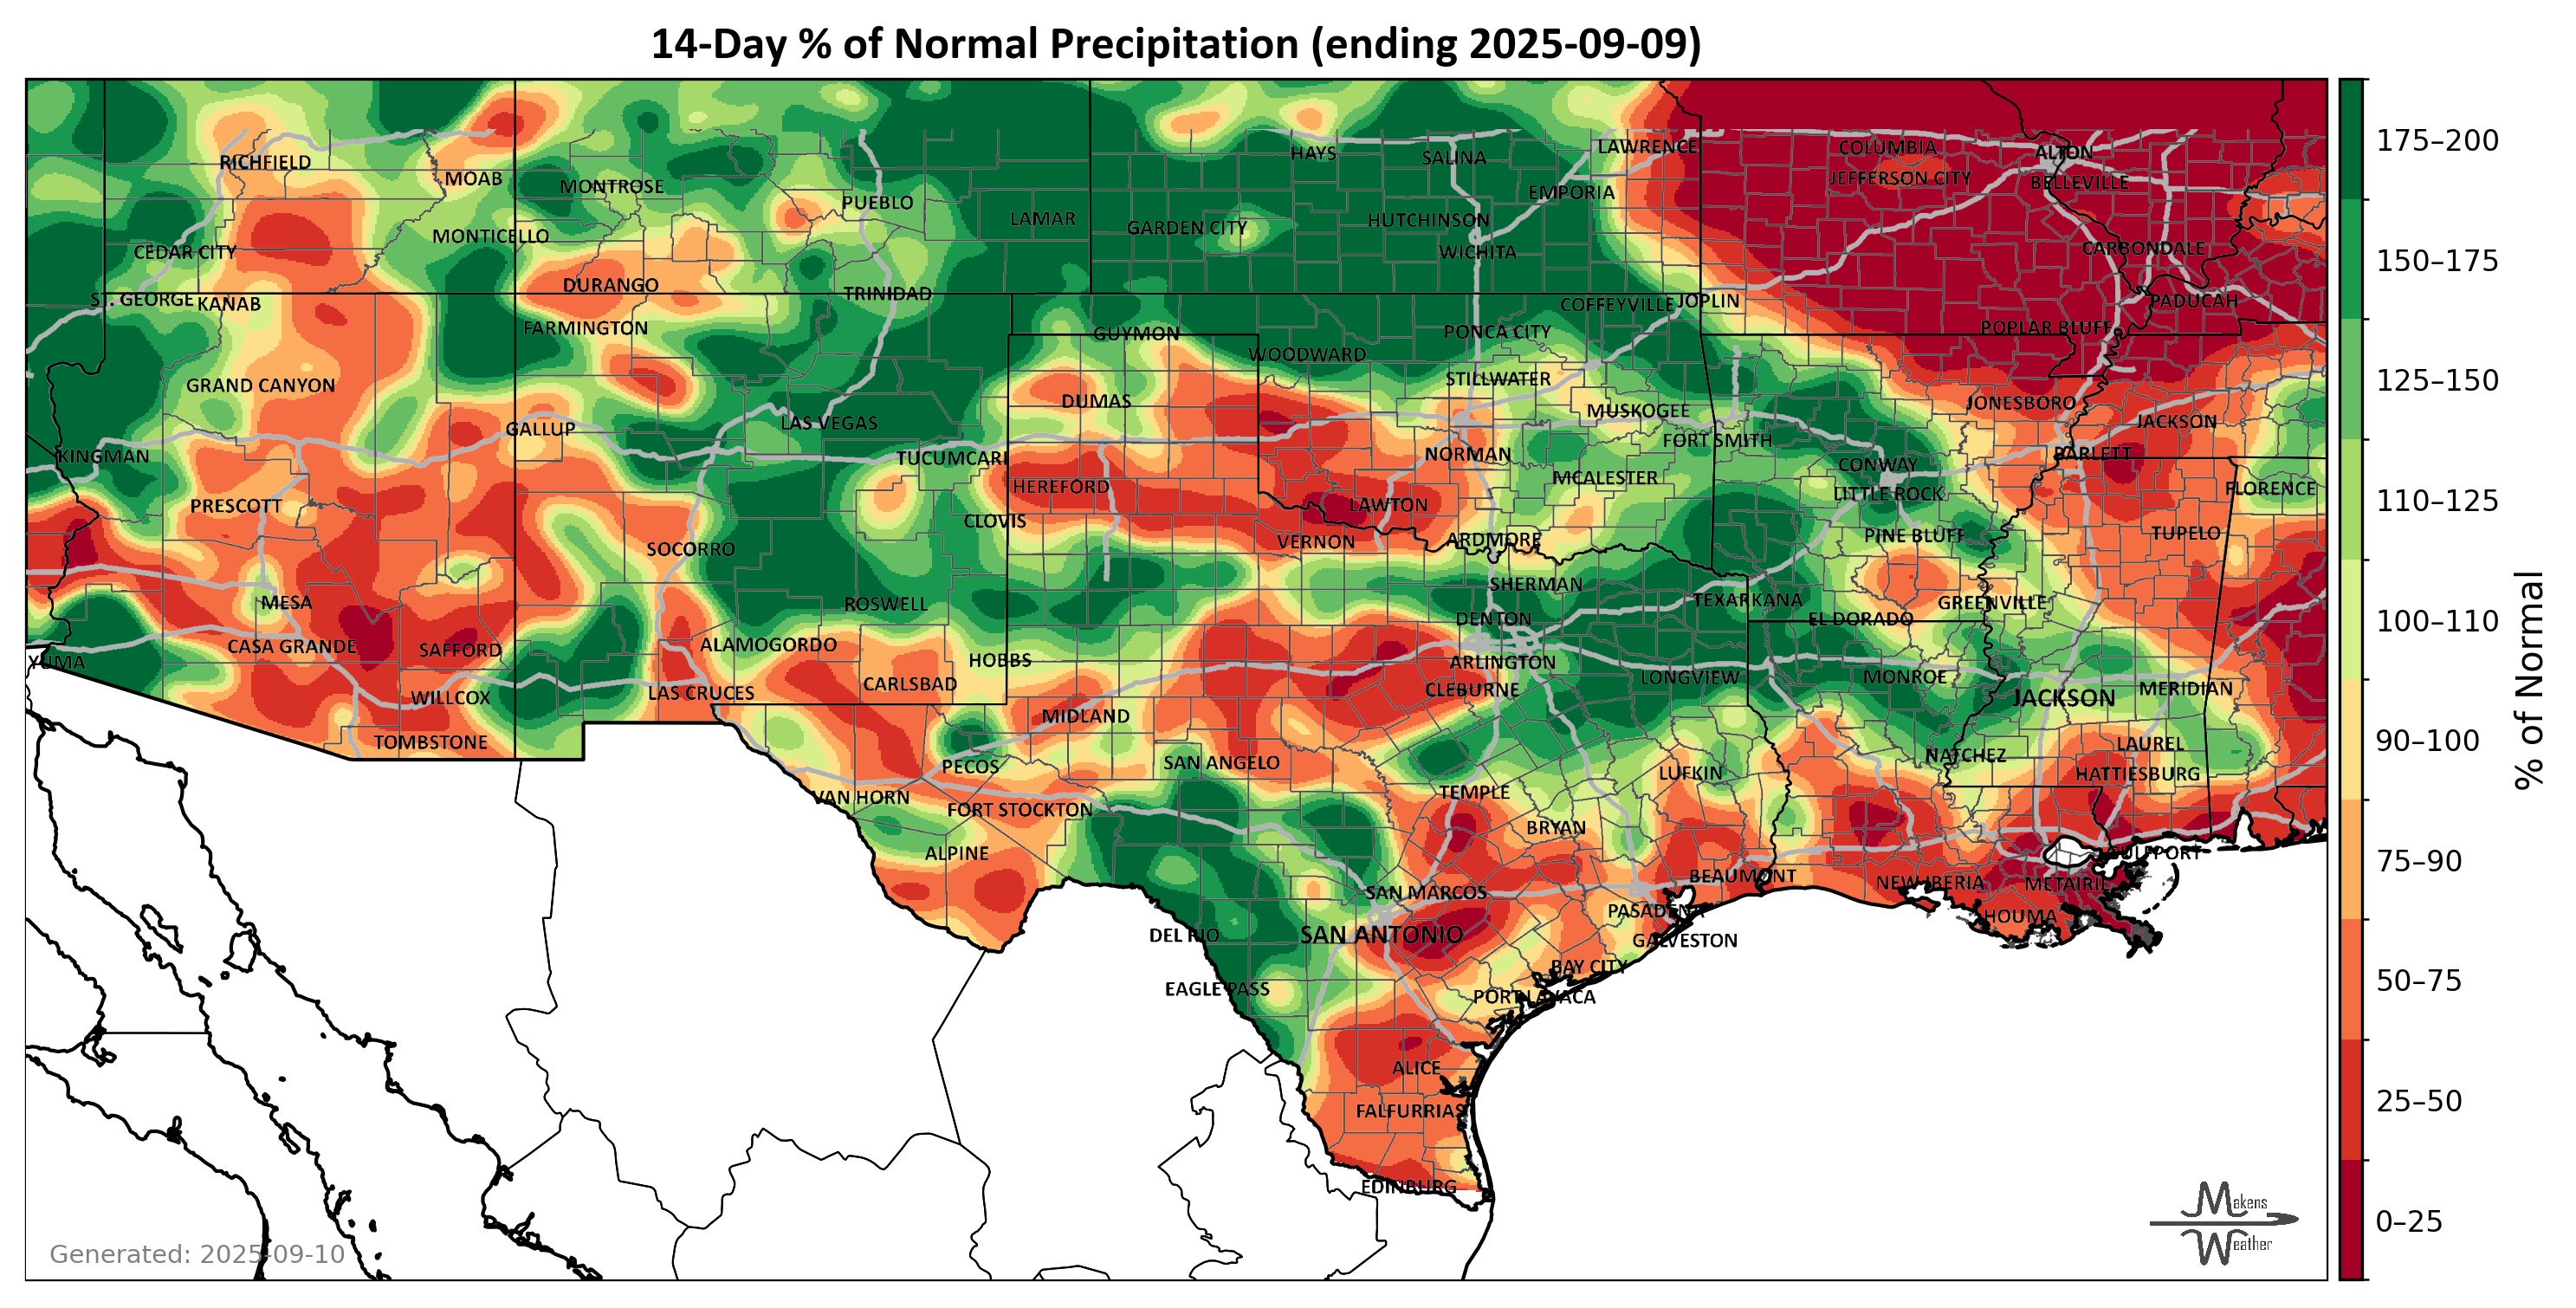 14-Day % of Normal Precipitation (ending 2025-09-09)
RICHFIELD
MOAB
MONTROSE
PUEBLO
LAMAR
HAYS
SALINA
LAWRENCE
COLUMBIA
ALTON
JEFFERSON CITY
BELLEVILLE
EMPORIA
GARDEN CITY
HUTCHINSON
WICHITA
CARBONDALE
MONTICELLO
CEDAR CITY
DURANGO
TRINIDAD
ST. GEORGE
KANAB
COFFEYVILLE
JOPLIN
PADUCAH
FARMINGTON
GUYMON
PONCA CITY
POPLAR BLUFF
WOODWARD
GRAND CANYON
STILLWATER
DUMAS
MUSKOGEE
JONESBORO
JACKSON
LAS VEGAS
GALLUP
FORT SMITH
KINGMAN
TUCUMCARI
NORMAN
BARLETT
CONWAY
HEREFORD
MCALESTER
FLORENCE
PRESCOTT
LAWTON
LITTLE ROCK
CLOVIS
VERNON
ARDMORE
PINE BLUFF
TUPELO
SOCORRO
SHERMAN
MESA
ROSWELL
TEXARKANA
GREENVILLE
DENTON
EL DORADO
CASA GRANDE
SAFFORD
ALAMOGORDO
HOBBS
ARLINGTON
YUMA
WILLCOX
LAS CRUCES
CARLSBAD
CLEBURNE
LONGVIEW
MONROE
JACKSON
MERIDIAN
MIDLAND
TOMBSTONE
PECOS
SAN ANGELO
LUFKIN
NATCHEZ
LAUREL
HATTIESBURG
VAN HORN
FORT STOCKTON
TEMPLE
BRYAN
ALPINE
GULFPORT
SAN MARCOS
BEAUMONT
NEW IBERIA
METAIRIE
PASADENA
HOUMA
DEL RIO
SAN ANTONIO
GALVESTON
BAY CITY
EAGLE PASS
PORT LAVACA
ALICE
FALFURRIAS
EDINBURG
175–200
150–175
125–150
110–125
100–110
90–100
75–90
50–75
25–50
0–25
% of Normal
Makens
Weather
Generated: 2025-09-10